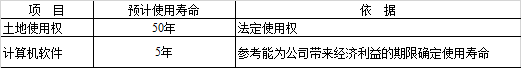 项 目 预计使用寿命 依 据
土地使用权 50年 法定使用权
计算机软件 5年 参考能为公司带来经济利益的期限确定使用寿命